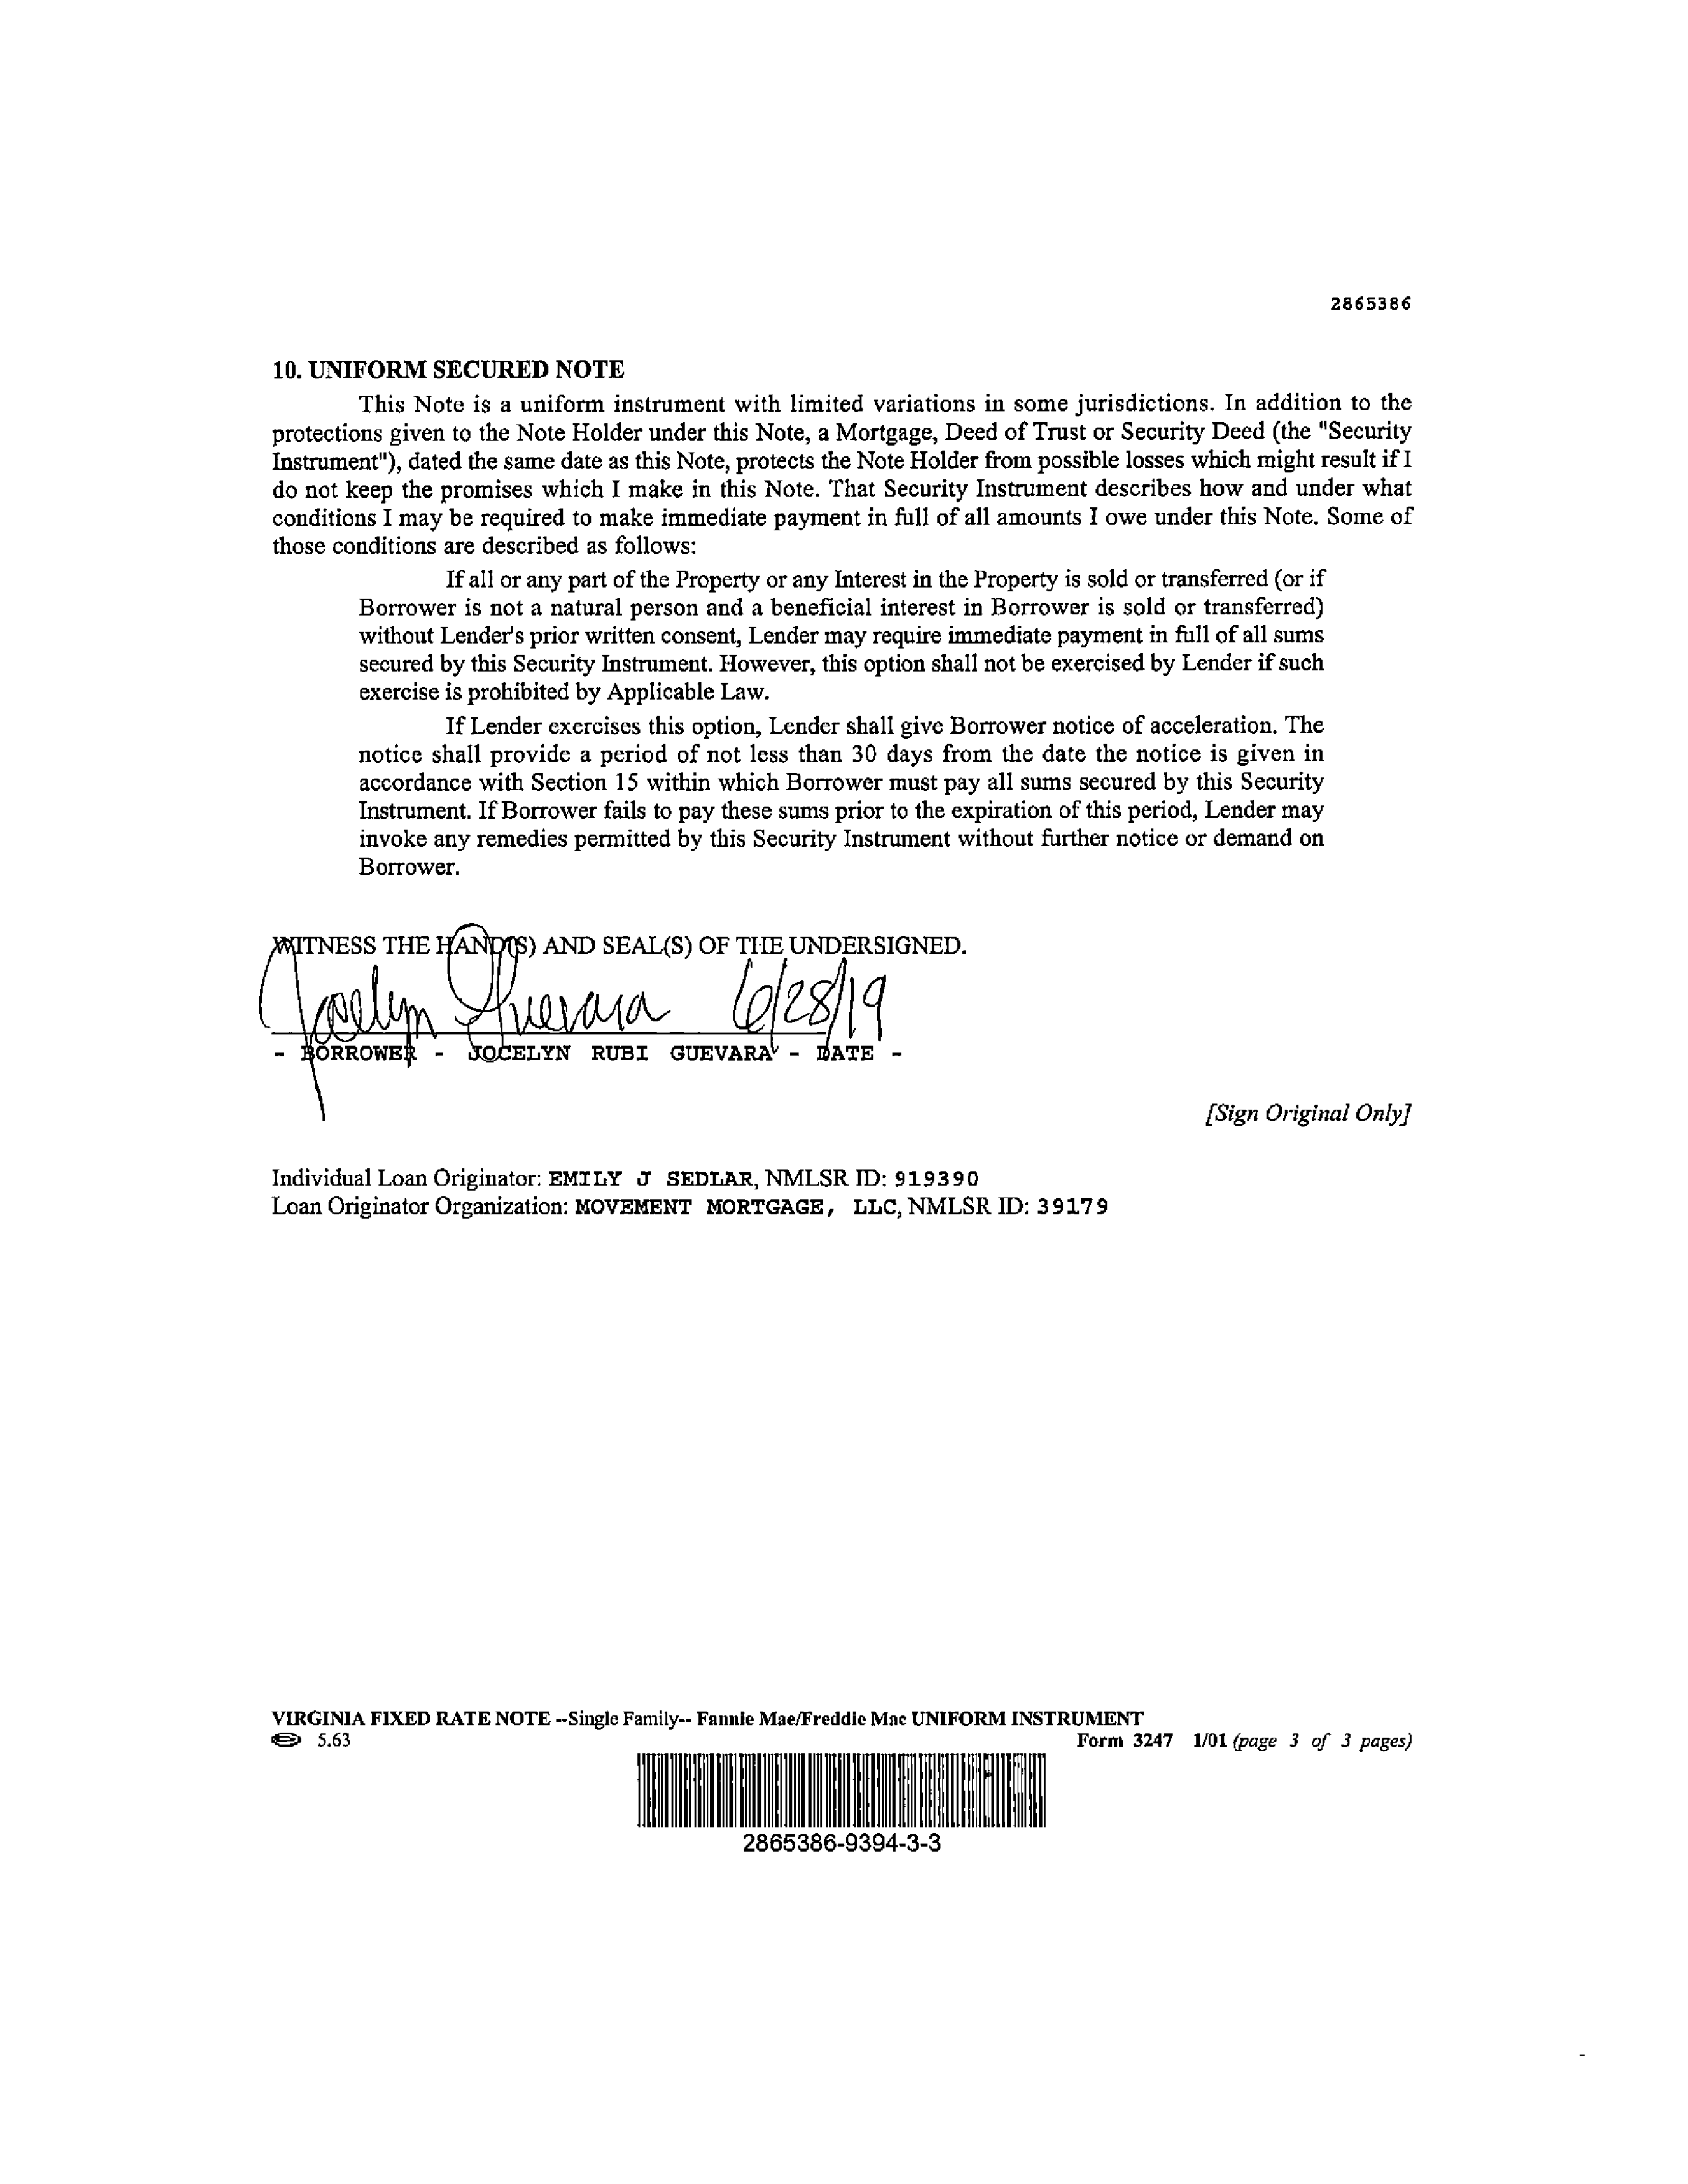 2865386
10. UNIFORM SECURED NOTE
This Note is a uniform instrument with limited variations in some jurisdictions. In addition to the
protections given to the Note Holder under this Note, a Mortgage, Deed of Trust or Security Deed (the "Security
Instrument"), dated the same date as this Note, protects the Note Holder from possible losses which might result if I
do not keep the promises which I make in this Note. That Security Instrument describes how and under what
conditions I may be required to make immediate payment in full of all amounts I owe under this Note. Some of
those conditions are described as follows:
If all or any part of the Property or any Interest in the Property is sold or transferred (or if
Borrower is not a natural person and a beneficial interest in Borrower is sold or transferred)
without Lender's prior written consent, Lender may require immediate payment in full of all sums
secured by this Security Instrument. However, this option shall not be exercised by Lender if such
exercise is prohibited by Applicable Law.
If Lender exercises this option, Lender shall give Borrower notice of acceleration. The
notice shall provide a period of not less than 30 days from the date the notice is given in
accordance with Section 15 within which Borrower must pay all sums secured by this Security
Instrument. If Borrower fails to pay these sums prior to the expiration of this period, Lender may
invoke any remedies permitted by this Security Instrument without further notice or demand on
Borrower.
WITNESS THE HAND(S) AND SEAL(S) OF THE UNDERSIGNED.
Jocelyn Guevara 6/28/19
- BORROWER - JOCELYN RUBI GUEVARA - DATE -
[Sign Original Only]
Individual Loan Originator: EMILY J SEDLAR, NMLSR ID: 919390
Loan Originator Organization: MOVEMENT MORTGAGE, LLC, NMLSR ID: 39179
VIRGINIA FIXED RATE NOTE --Single Family-- Fannie Mae/Freddie Mac UNIFORM INSTRUMENT
5.63 Form 3247 1/01 (page 3 of 3 pages)
2865386-9394-3-3